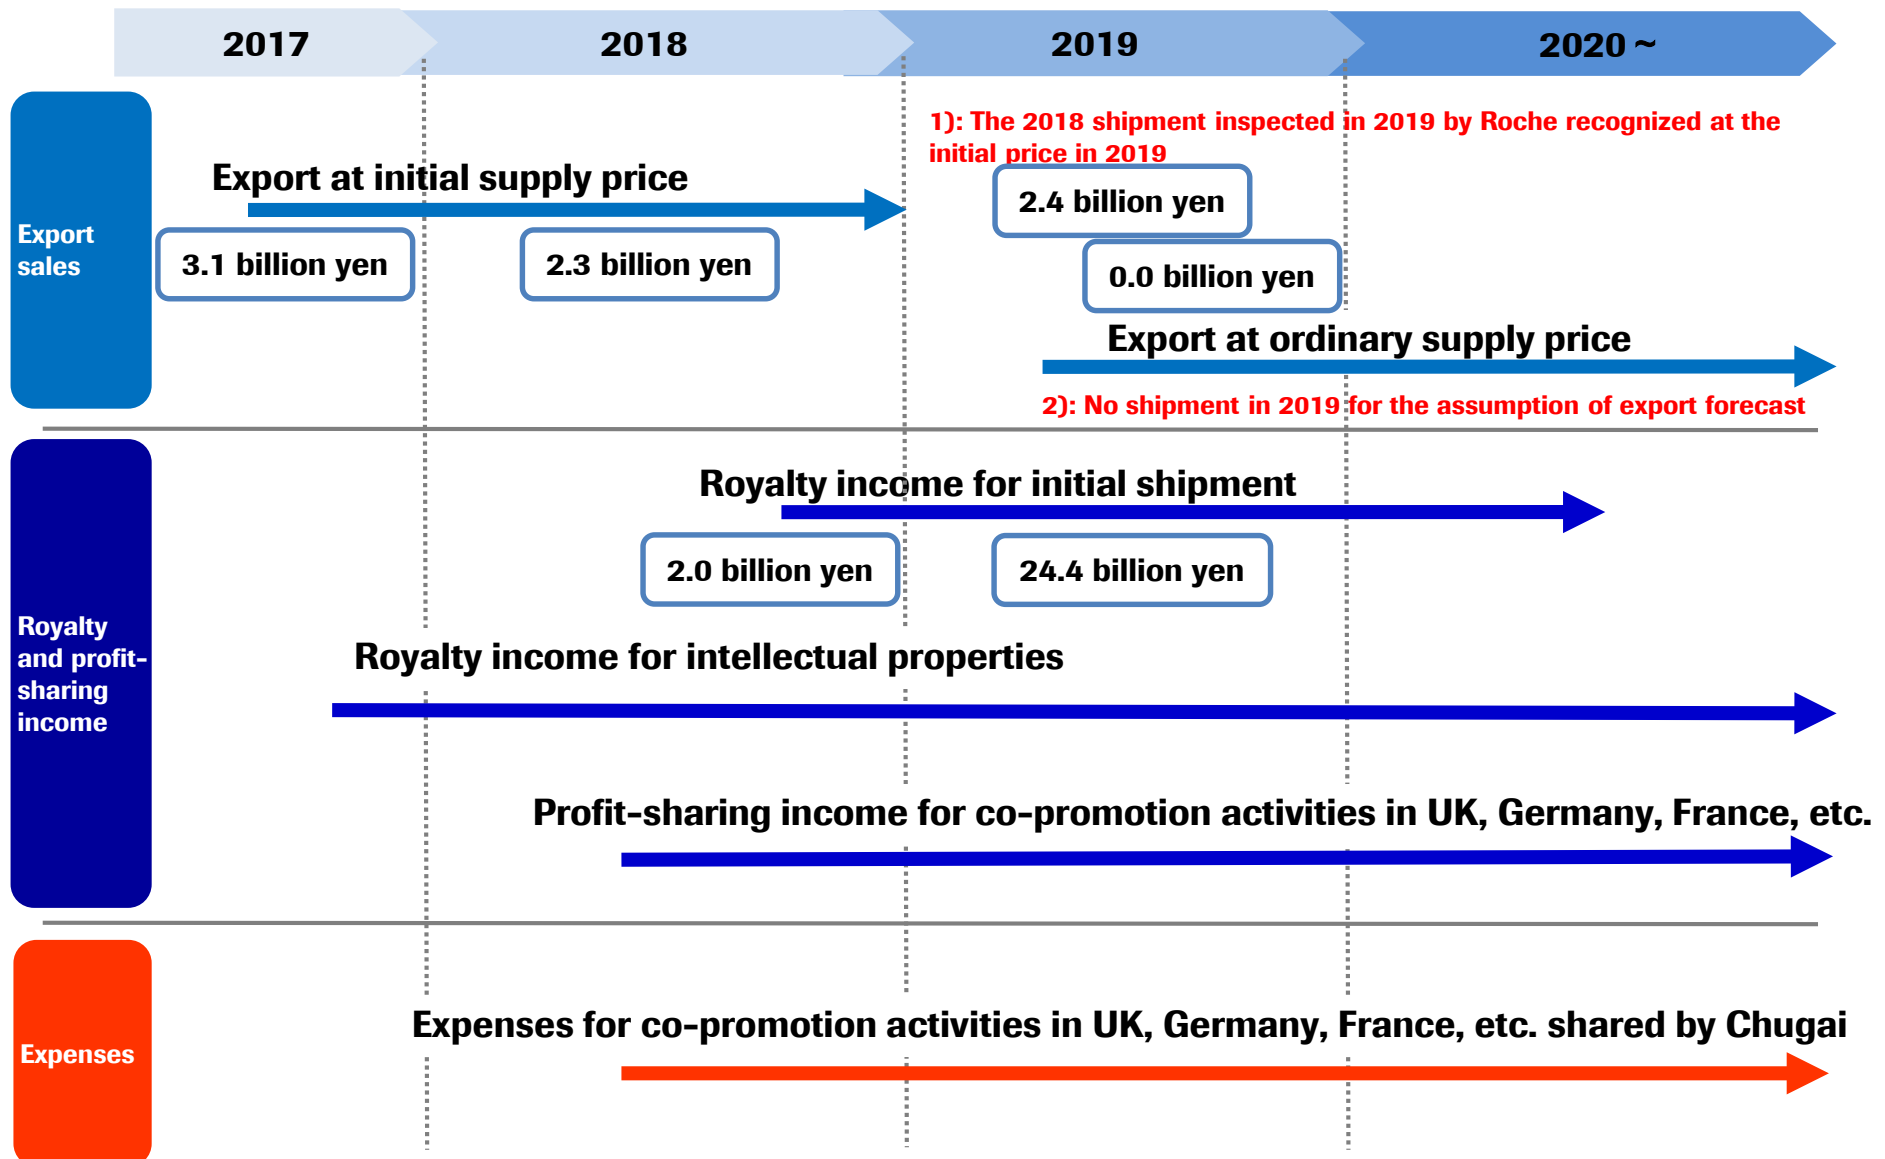 2017
2018
2019
2020 ~
Export
sales
1): The 2018 shipment inspected in 2019 by Roche recognized at the
initial price in 2019
Export at initial supply price
2.4 billion yen
3.1 billion yen
2.3 billion yen
0.0 billion yen
Export at ordinary supply price
2): No shipment in 2019 for the assumption of export forecast
Royalty
and profit-
sharing
income
Royalty income for initial shipment
2.0 billion yen
24.4 billion yen
Royalty income for intellectual properties
Profit-sharing income for co-promotion activities in UK, Germany, France, etc.
Expenses
Expenses for co-promotion activities in UK, Germany, France, etc. shared by Chugai